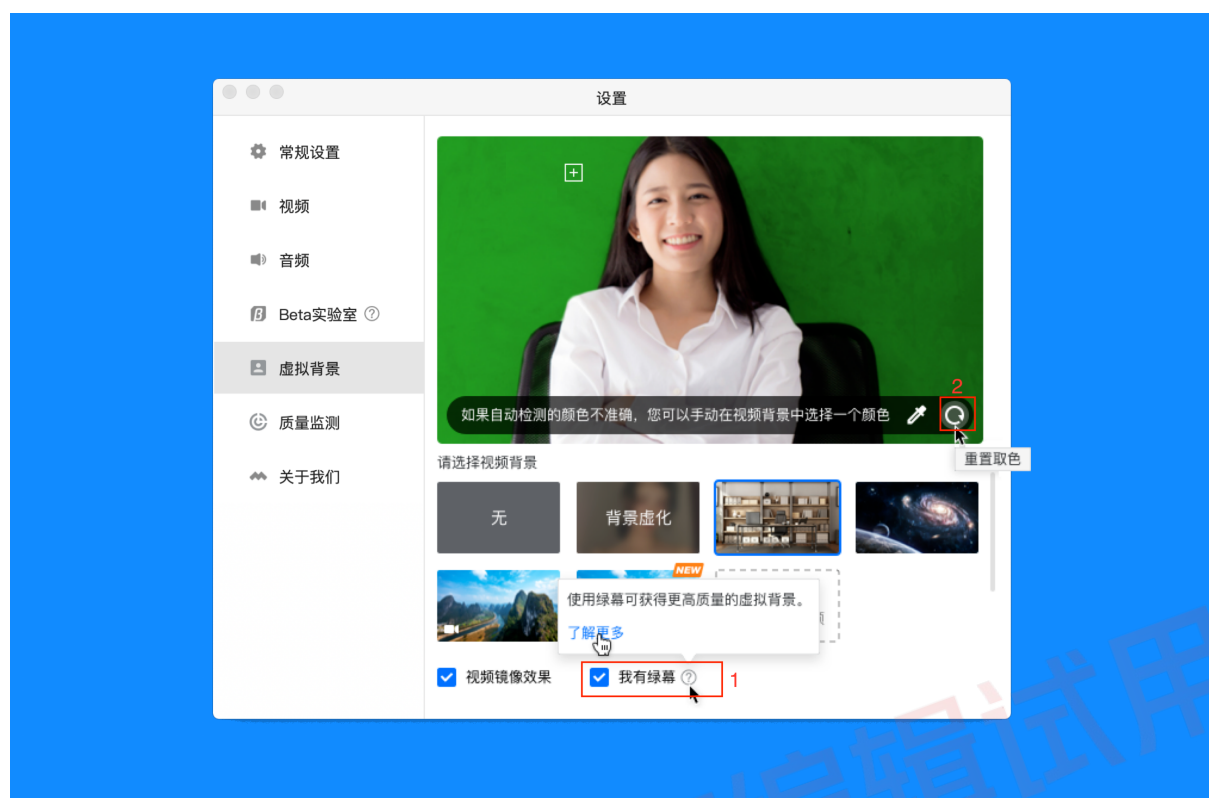 设置
常规设置
视频
音频
Beta实验室
虚拟背景
质量监测
关于我们
如果自动检测的颜色不准确，您可以手动在视频背景中选择一个颜色
2
重置取色
请选择视频背景
无
背景虚化
NEW
使用绿幕可获得更高质量的虚拟背景。
了解更多
视频镜像效果
我有绿幕
1
编辑试用